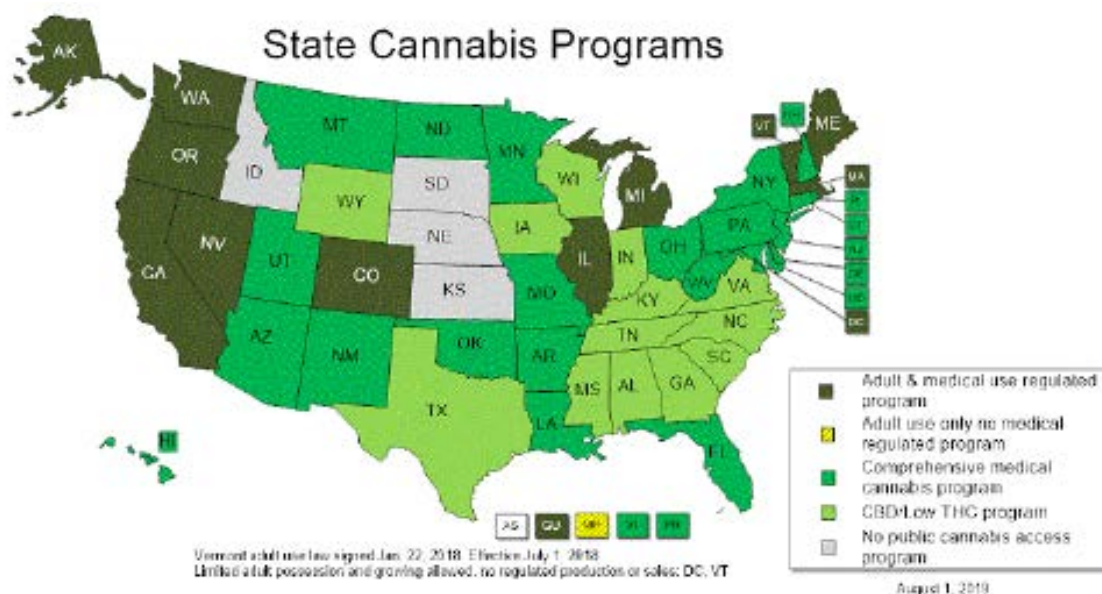 State Cannabis Programs
AK
WA
MT
ND
MN
VT
ME
OR
ID
SD
WI
MI
NY
MA
WY
IA
PA
NV
NE
IL
IN
OH
CA
UT
CO
KS
MO
WV
VA
KY
DC
AZ
NM
OK
AR
TN
NC
SC
TX
MS
AL
GA
LA
FL
HI
AS
GU
Adult & medical use regulated
program
Adult use only no medical
regulated program
Comprehensive medical
cannabis program
CBD/Low THC program
No public cannabis access
program
Vermont adult use law signed Jan. 22, 2018. Effective July 1, 2018
Limited adult possession and growing allowed, no regulated production or sales: DC, VT
August 1, 2019